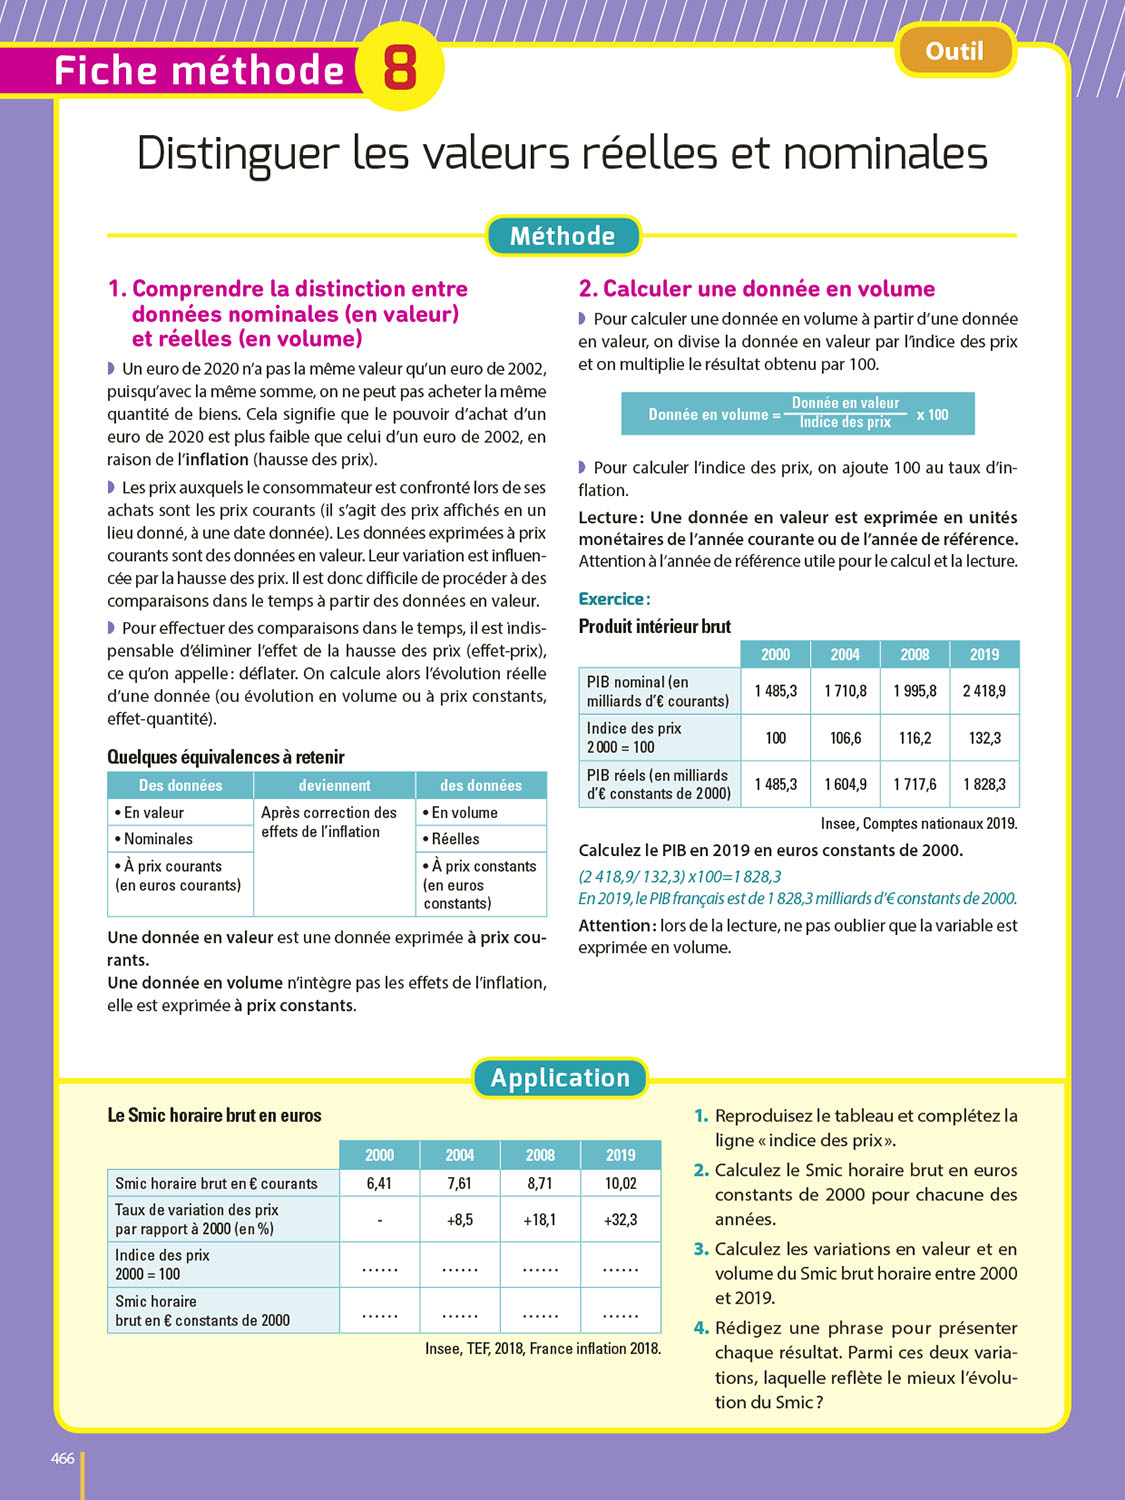 Fiche méthode 8
Outil
Distinguer les valeurs réelles et nominales
Méthode
1. Comprendre la distinction entre
données nominales (en valeur)
et réelles (en volume)
Un euro de 2020 n'a pas la même valeur qu'un euro de 2002,
puisqu'avec la même somme, on ne peut pas acheter la même
quantité de biens. Cela signifie que le pouvoir d'achat d'un
euro de 2020 est plus faible que celui d'un euro de 2002, en
raison de l'inflation (hausse des prix).
Les prix auxquels le consommateur est confronté lors de ses
achats sont les prix courants (il s'agit des prix affichés en un
lieu donné, à une date donnée). Les données exprimées à prix
courants sont des données en valeur. Leur variation est influen-
cée par la hausse des prix. Il est donc difficile de procéder à des
comparaisons dans le temps à partir des données en valeur.
Pour effectuer des comparaisons dans le temps, il est indis-
pensable d'éliminer l'effet de la hausse des prix (effet-prix),
ce qu'on appelle : déflater. On calcule alors l'évolution réelle
d'une donnée (ou évolution en volume ou à prix constants,
effet-quantité).
Quelques équivalences à retenir
Des données deviennent des données
• En valeur Après correction des • En volume
effets de l'inflation
• Nominales • Réelles
• À prix courants • À prix constants
(en euros courants) (en euros
constants)
Une donnée en valeur est une donnée exprimée à prix cou-
rants.
Une donnée en volume n'intègre pas les effets de l'inflation,
elle est exprimée à prix constants.
2. Calculer une donnée en volume
Pour calculer une donnée en volume à partir d'une donnée
en valeur, on divise la donnée en valeur par l'indice des prix
et on multiplie le résultat obtenu par 100.
Donnée en valeur
Donnée en volume = x 100
Indice des prix
Pour calculer l'indice des prix, on ajoute 100 au taux d'in-
flation.
Lecture : Une donnée en valeur est exprimée en unités
monétaires de l'année courante ou de l'année de référence.
Attention à l'année de référence utile pour le calcul et la lecture.
Exercice :
Produit intérieur brut
2000 2004 2008 2019
PIB nominal (en
milliards d'€ courants) 1 485,3 1 710,8 1 995,8 2 418,9
Indice des prix
2 000 = 100 100 106,6 116,2 132,3
PIB réels (en milliards
d'€ constants de 2000) 1 485,3 1 604,9 1 717,6 1 828,3
Insee, Comptes nationaux 2019.
Calculez le PIB en 2019 en euros constants de 2000.
(2 418,9/ 132,3) x100=1 828,3
En 2019, le PIB français est de 1 828,3 milliards d'€ constants de 2000.
Attention : lors de la lecture, ne pas oublier que la variable est
exprimée en volume.
Application
Le Smic horaire brut en euros
2000 2004 2008 2019
Smic horaire brut en € courants 6,41 7,61 8,71 10,02
Taux de variation des prix
par rapport à 2000 (en %) - +8,5 +18,1 +32,3
Indice des prix
2000 = 100 ...... ...... ...... ......
Smic horaire
brut en € constants de 2000 ...... ...... ...... ......
Insee, TEF, 2018, France inflation 2018.
1. Reproduisez le tableau et complétez la
ligne « indice des prix ».
2. Calculez le Smic horaire brut en euros
constants de 2000 pour chacune des
années.
3. Calculez les variations en valeur et en
volume du Smic brut horaire entre 2000
et 2019.
4. Rédigez une phrase pour présenter
chaque résultat. Parmi ces deux varia-
tions, laquelle reflète le mieux l'évolu-
tion du Smic ?
466